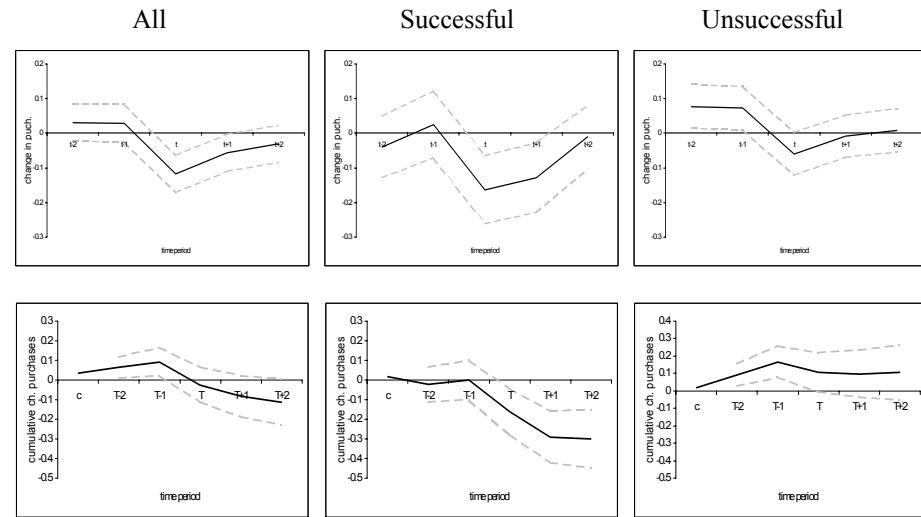 All Successful Unsuccessful
0.2 0.2 0.2
0.1 0.1 0.1
0 0 0
t-2 t-1 t t+1 t+2 t-2 t-1 t t+1 t+2 t-2 t-1 t t+1 t+2
-0.1 -0.1 -0.1
-0.2 -0.2 -0.2
-0.3 -0.3 -0.3
change in puch. change in puch. change in puch.
time period time period time period
0.3 0.3 0.4
0.2 0.2 0.3
0.1 0.1 0.2
0 0 0.1
c T-2 T-1 T T+1 T+2 c T-2 T-1 T T+1 T+2 0
-0.1 -0.1 c T-2 T-1 T T+1 T+2
-0.2 -0.2 -0.1
-0.3 -0.3 -0.2
-0.4 -0.4 -0.3
-0.5 -0.5 -0.4
-0.5
cumulative ch. purchases cumulative ch. purchases cumulative ch. purchases
time period time period time period